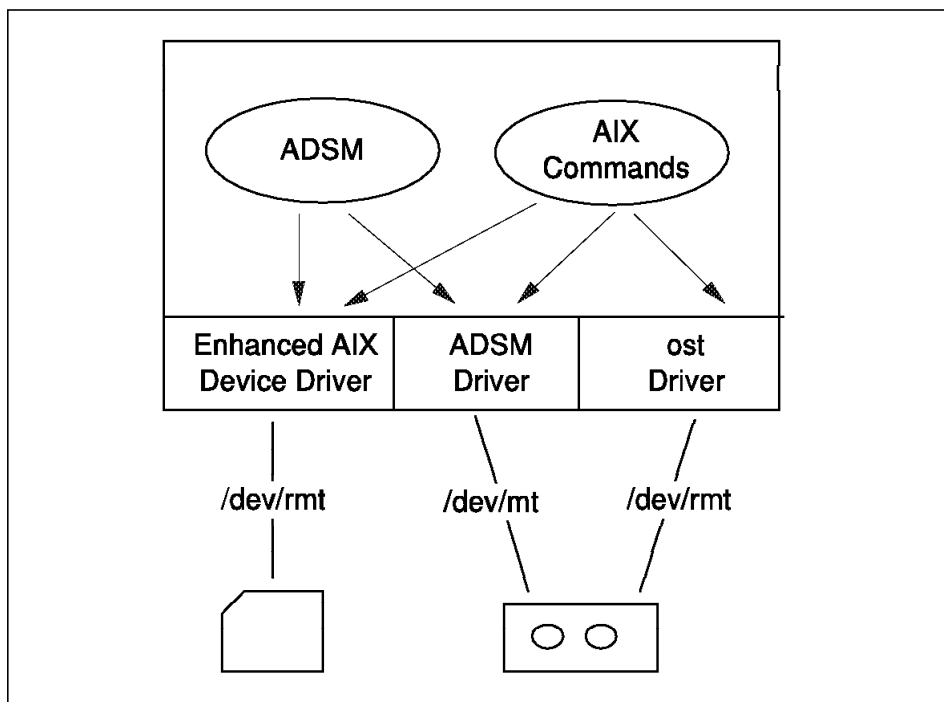 ADSM
AIX
Commands
Enhanced AIX
Device Driver
ADSM
Driver
ost
Driver
/dev/rmt
/dev/mt
/dev/rmt